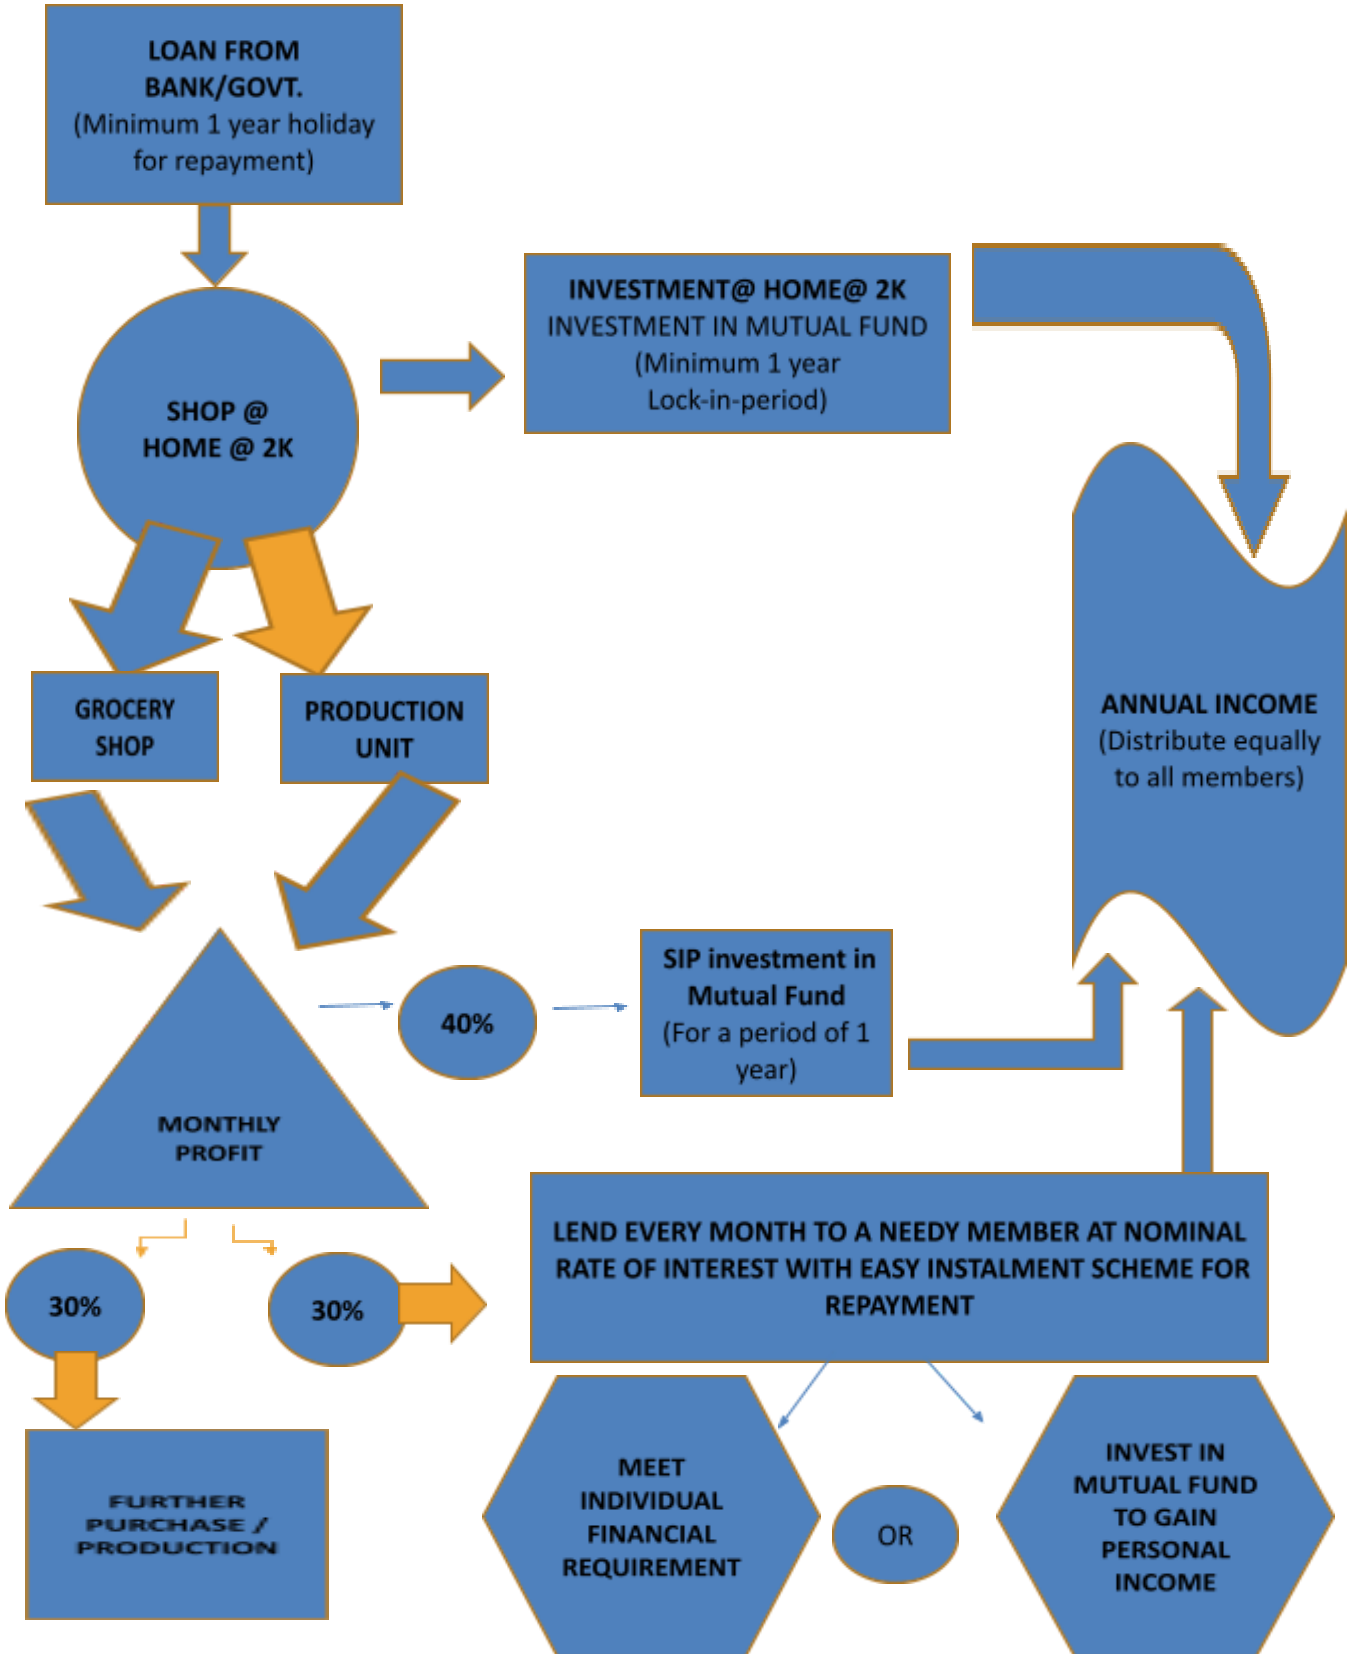 LOAN FROM
BANK/GOVT.
(Minimum 1 year holiday
for repayment)
INVESTMENT@ HOME@ 2K
INVESTMENT IN MUTUAL FUND
(Minimum 1 year
Lock-in-period)
SHOP @
HOME @ 2K
GROCERY
SHOP
PRODUCTION
UNIT
ANNUAL INCOME
(Distribute equally
to all members)
SIP investment in
Mutual Fund
(For a period of 1
year)
40%
MONTHLY
PROFIT
30%
30%
LEND EVERY MONTH TO A NEEDY MEMBER AT NOMINAL
RATE OF INTEREST WITH EASY INSTALMENT SCHEME FOR
REPAYMENT
FURTHER
PURCHASE /
PRODUCTION
MEET
INDIVIDUAL
FINANCIAL
REQUIREMENT
OR
INVEST IN
MUTUAL FUND
TO GAIN
PERSONAL
INCOME